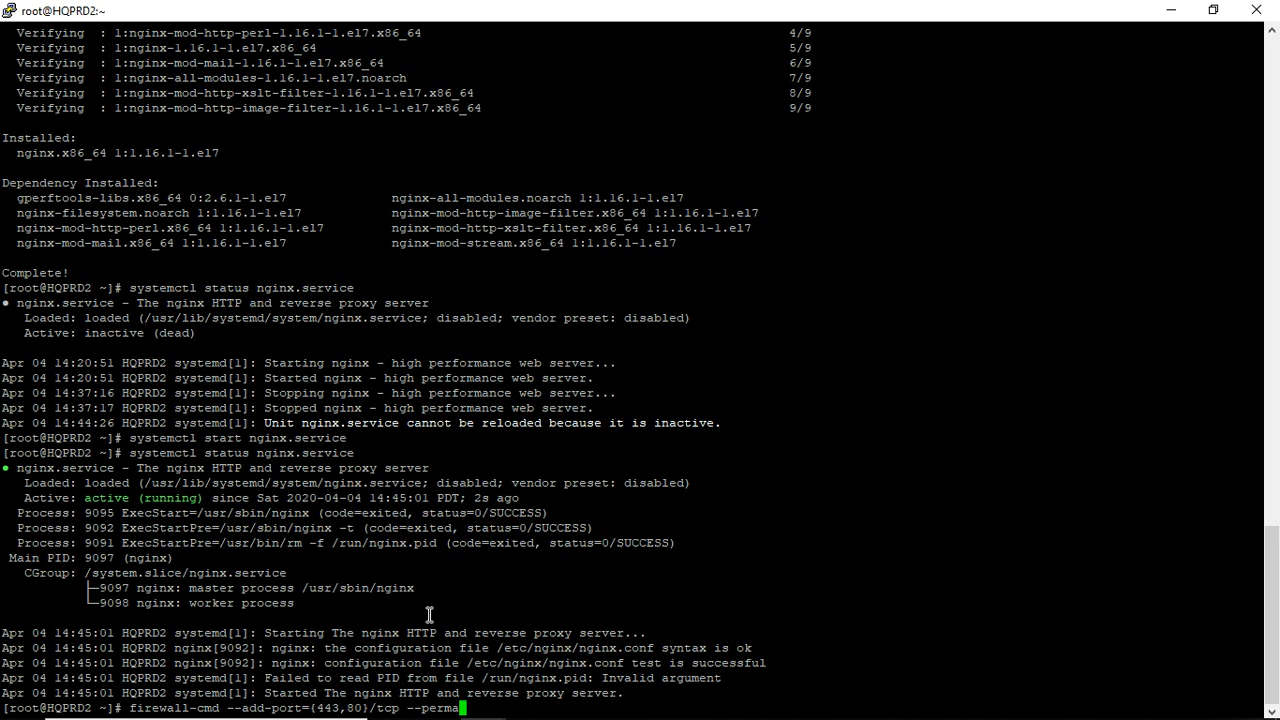 root@HQPRD2:~
Verifying  : 1:nginx-mod-http-perl-1.16.1-1.el7.x86_64 4/9
Verifying  : 1:nginx-1.16.1-1.el7.x86_64 5/9
Verifying  : 1:nginx-mod-mail-1.16.1-1.el7.x86_64 6/9
Verifying  : 1:nginx-all-modules-1.16.1-1.el7.noarch 7/9
Verifying  : 1:nginx-mod-http-xslt-filter-1.16.1-1.el7.x86_64 8/9
Verifying  : 1:nginx-mod-http-image-filter-1.16.1-1.el7.x86_64 9/9
Installed:
nginx.x86_64 1:1.16.1-1.el7
Dependency Installed:
gperftools-libs.x86_64 0:2.6.1-1.el7 nginx-all-modules.noarch 1:1.16.1-1.el7
nginx-filesystem.noarch 1:1.16.1-1.el7 nginx-mod-http-image-filter.x86_64 1:1.16.1-1.el7
nginx-mod-http-perl.x86_64 1:1.16.1-1.el7 nginx-mod-http-xslt-filter.x86_64 1:1.16.1-1.el7
nginx-mod-mail.x86_64 1:1.16.1-1.el7 nginx-mod-stream.x86_64 1:1.16.1-1.el7
Complete!
[root@HQPRD2 ~]# systemctl status nginx.service
● nginx.service - The nginx HTTP and reverse proxy server
Loaded: loaded (/usr/lib/systemd/system/nginx.service; disabled; vendor preset: disabled)
Active: inactive (dead)
Apr 04 14:20:51 HQPRD2 systemd[1]: Starting nginx - high performance web server...
Apr 04 14:20:51 HQPRD2 systemd[1]: Started nginx - high performance web server.
Apr 04 14:37:16 HQPRD2 systemd[1]: Stopping nginx - high performance web server...
Apr 04 14:37:17 HQPRD2 systemd[1]: Stopped nginx - high performance web server.
Apr 04 14:44:26 HQPRD2 systemd[1]: Unit nginx.service cannot be reloaded because it is inactive.
[root@HQPRD2 ~]# systemctl start nginx.service
[root@HQPRD2 ~]# systemctl status nginx.service
● nginx.service - The nginx HTTP and reverse proxy server
Loaded: loaded (/usr/lib/systemd/system/nginx.service; disabled; vendor preset: disabled)
Active: active (running) since Sat 2020-04-04 14:45:01 PDT; 2s ago
Process: 9095 ExecStart=/usr/sbin/nginx (code=exited, status=0/SUCCESS)
Process: 9092 ExecStartPre=/usr/sbin/nginx -t (code=exited, status=0/SUCCESS)
Process: 9091 ExecStartPre=/usr/bin/rm -f /run/nginx.pid (code=exited, status=0/SUCCESS)
Main PID: 9097 (nginx)
CGroup: /system.slice/nginx.service
├─9097 nginx: master process /usr/sbin/nginx
└─9098 nginx: worker process
Apr 04 14:45:01 HQPRD2 systemd[1]: Starting The nginx HTTP and reverse proxy server...
Apr 04 14:45:01 HQPRD2 nginx[9092]: nginx: the configuration file /etc/nginx/nginx.conf syntax is ok
Apr 04 14:45:01 HQPRD2 nginx[9092]: nginx: configuration file /etc/nginx/nginx.conf test is successful
Apr 04 14:45:01 HQPRD2 systemd[1]: Failed to read PID from file /run/nginx.pid: Invalid argument
Apr 04 14:45:01 HQPRD2 systemd[1]: Started The nginx HTTP and reverse proxy server.
[root@HQPRD2 ~]# firewall-cmd --add-port={443,80}/tcp --perma